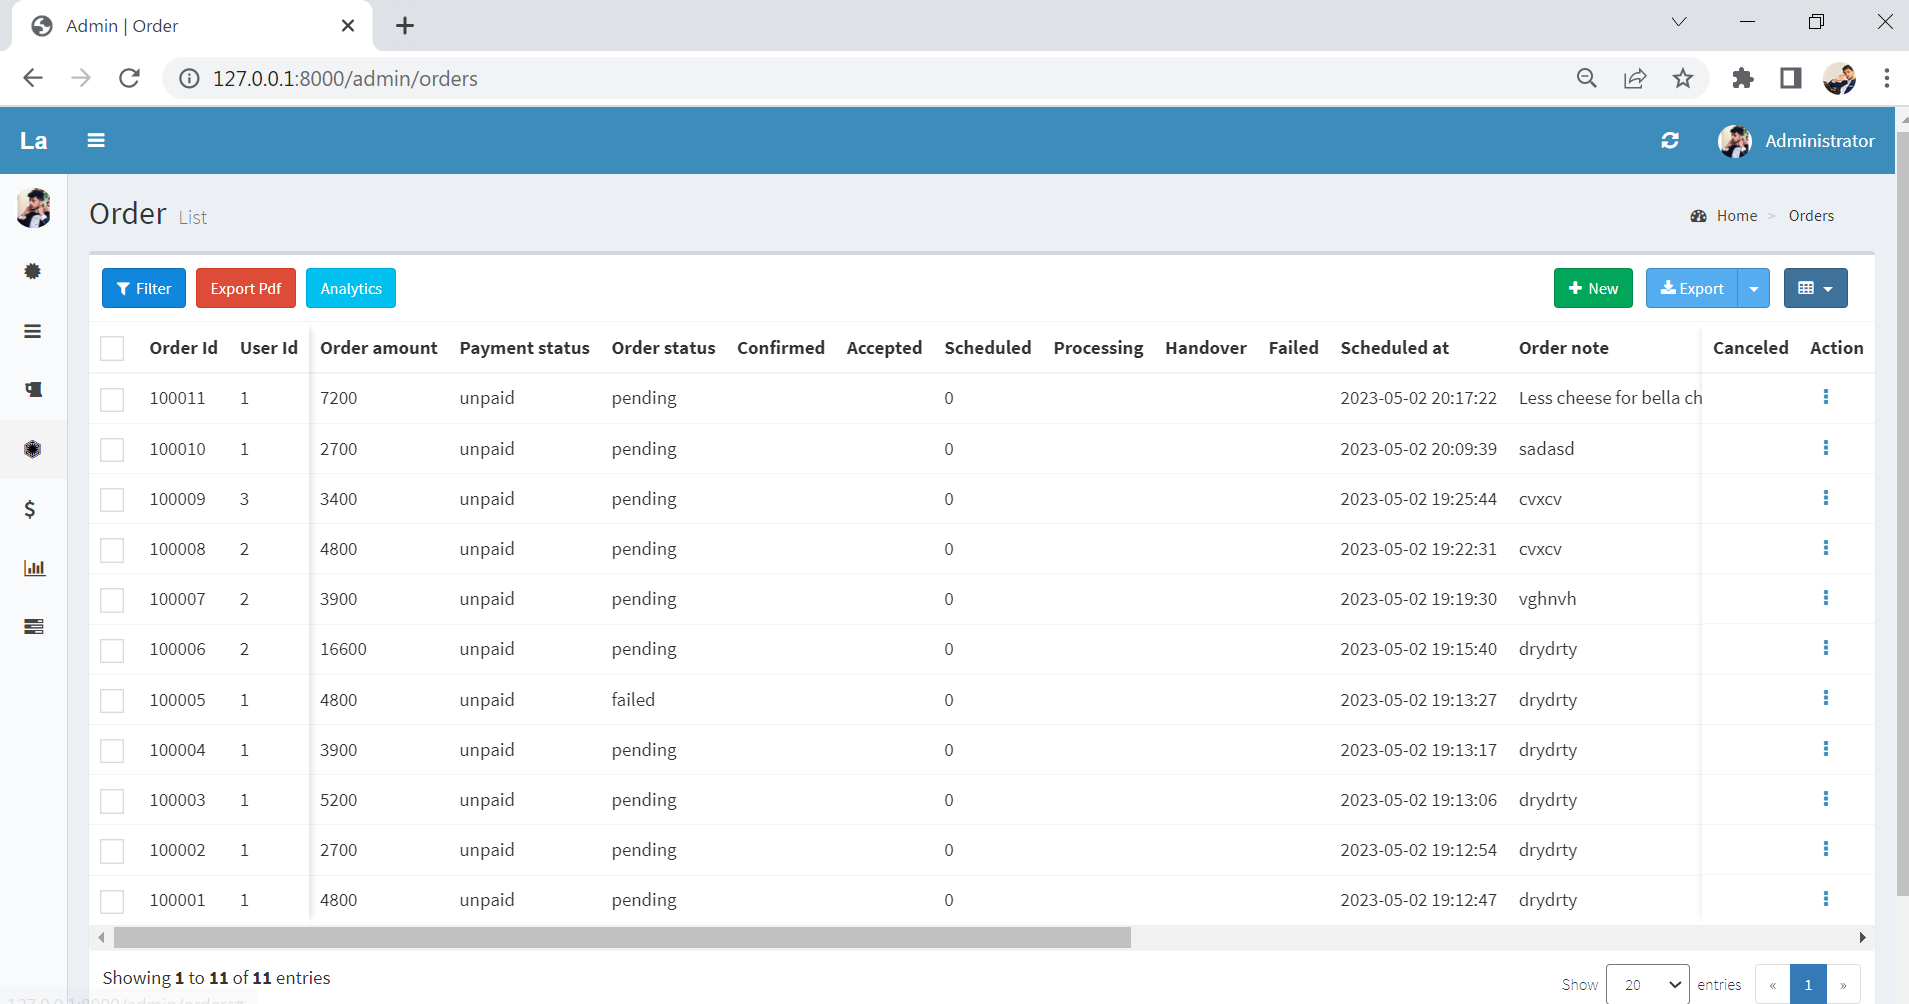 Admin | Order
127.0.0.1:8000/admin/orders
La
Administrator
Order List
Home > Orders
Filter Export Pdf Analytics New Export
Order Id User Id Order amount Payment status Order status Confirmed Accepted Scheduled Processing Handover Failed Scheduled at Order note Canceled Action
100011 1 7200 unpaid pending 0 2023-05-02 20:17:22 Less cheese for bella ch
100010 1 2700 unpaid pending 0 2023-05-02 20:09:39 sadasd
100009 3 3400 unpaid pending 0 2023-05-02 19:25:44 cvxcv
100008 2 4800 unpaid pending 0 2023-05-02 19:22:31 cvxcv
100007 2 3900 unpaid pending 0 2023-05-02 19:19:30 vghnvh
100006 2 16600 unpaid pending 0 2023-05-02 19:15:40 drydrty
100005 1 4800 unpaid failed 0 2023-05-02 19:13:27 drydrty
100004 1 3900 unpaid pending 0 2023-05-02 19:13:17 drydrty
100003 1 5200 unpaid pending 0 2023-05-02 19:13:06 drydrty
100002 1 2700 unpaid pending 0 2023-05-02 19:12:54 drydrty
100001 1 4800 unpaid pending 0 2023-05-02 19:12:47 drydrty
Showing 1 to 11 of 11 entries
Show 20 entries « 1 »
127.0.0.1:8000/admin/orders#